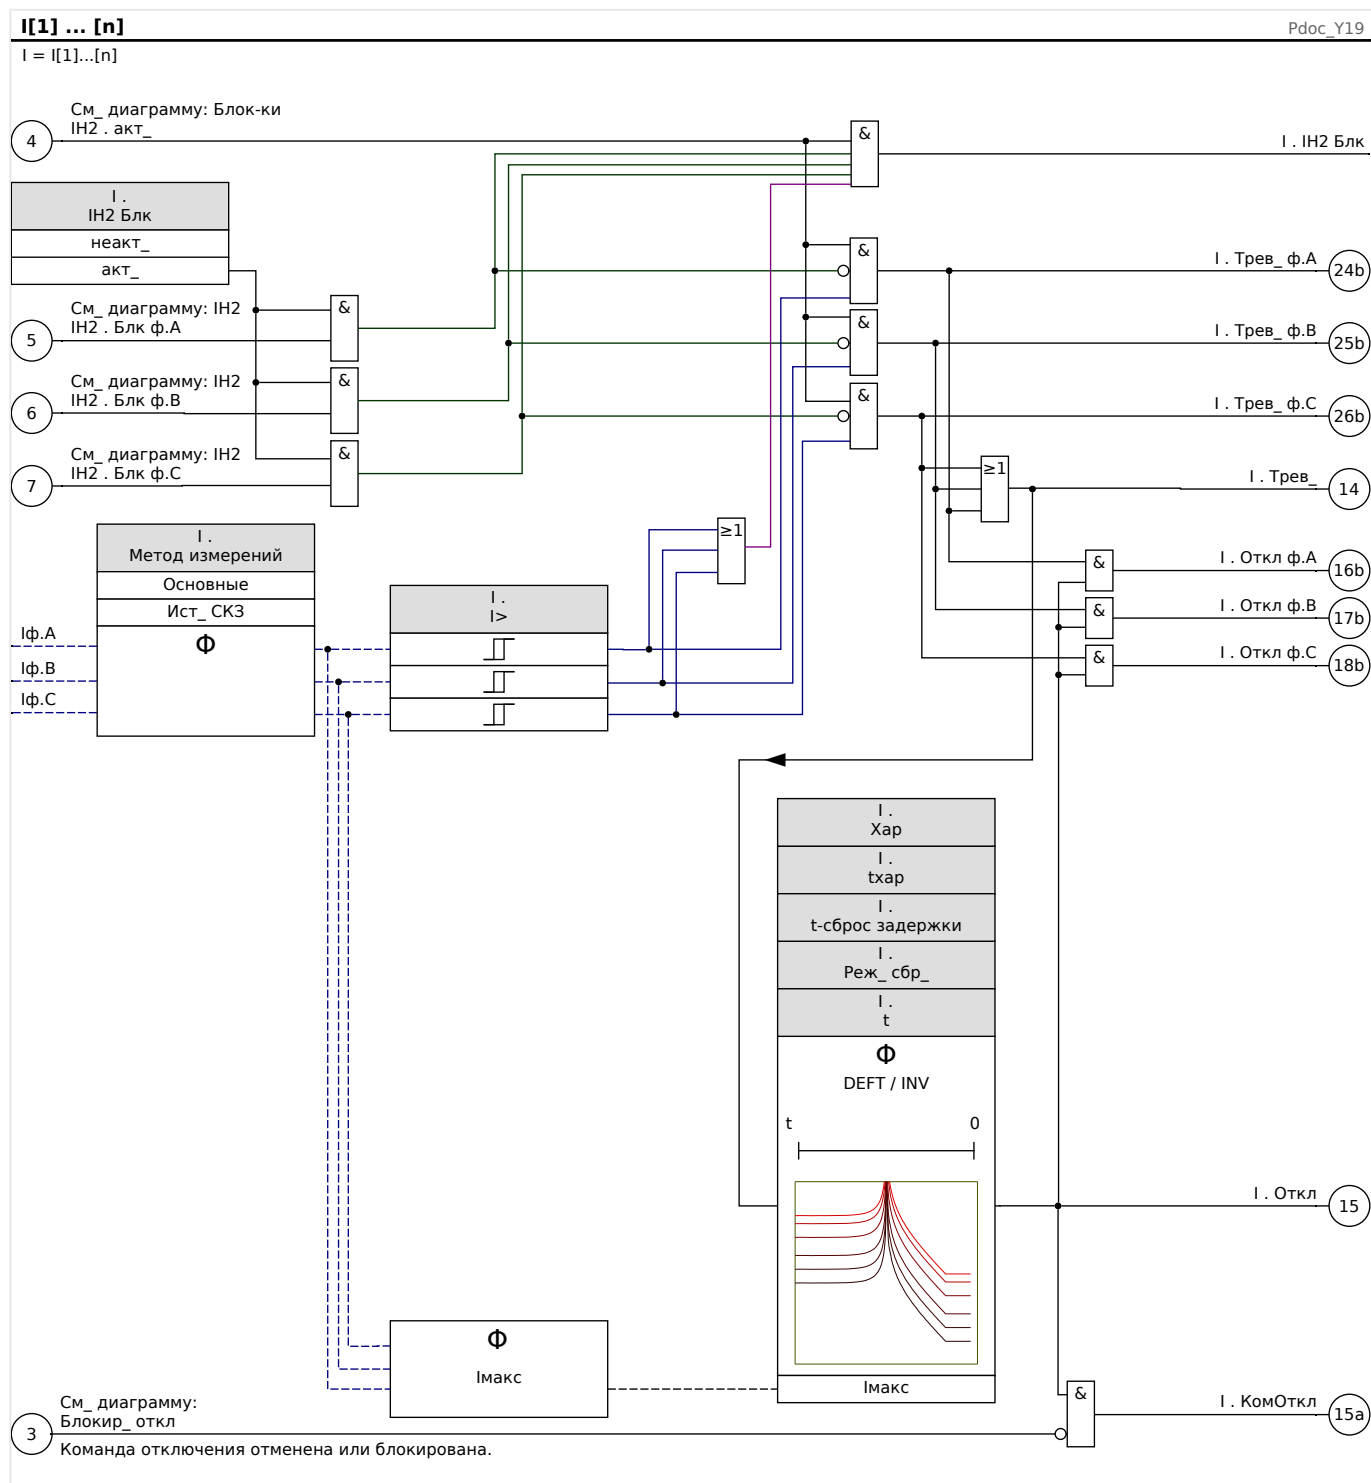 I[1] ... [n]
Pdoc_Y19
I = I[1]...[n]
См_ диаграмму: Блок-ки
IH2 . акт_
4
&
I . IH2 Блк
I .
IH2 Блк
неакт_
акт_
&
I . Трев_ ф.A
24b
См_ диаграмму: IH2
IH2 . Блк ф.A
5
&
&
I . Трев_ ф.B
25b
См_ диаграмму: IH2
IH2 . Блк ф.B
6
&
&
I . Трев_ ф.C
26b
См_ диаграмму: IH2
IH2 . Блк ф.C
7
&
≥1
I . Трев_
14
I .
Метод измерений
Основные
Ист_ СКЗ
Φ
≥1
&
I . Откл ф.A
16b
I .
I>
&
I . Откл ф.B
17b
Iф.A
Iф.B
Iф.C
&
I . Откл ф.C
18b
I .
Хар
I .
tхар
I .
t-сброс задержки
I .
Реж_ сбр_
I .
t
Φ
DEFT / INV
t
0
I . Откл
15
Φ
Iмакс
Iмакс
&
I . КомОткл
15a
См_ диаграмму:
Блокир_ откл
3
Команда отключения отменена или блокирована.